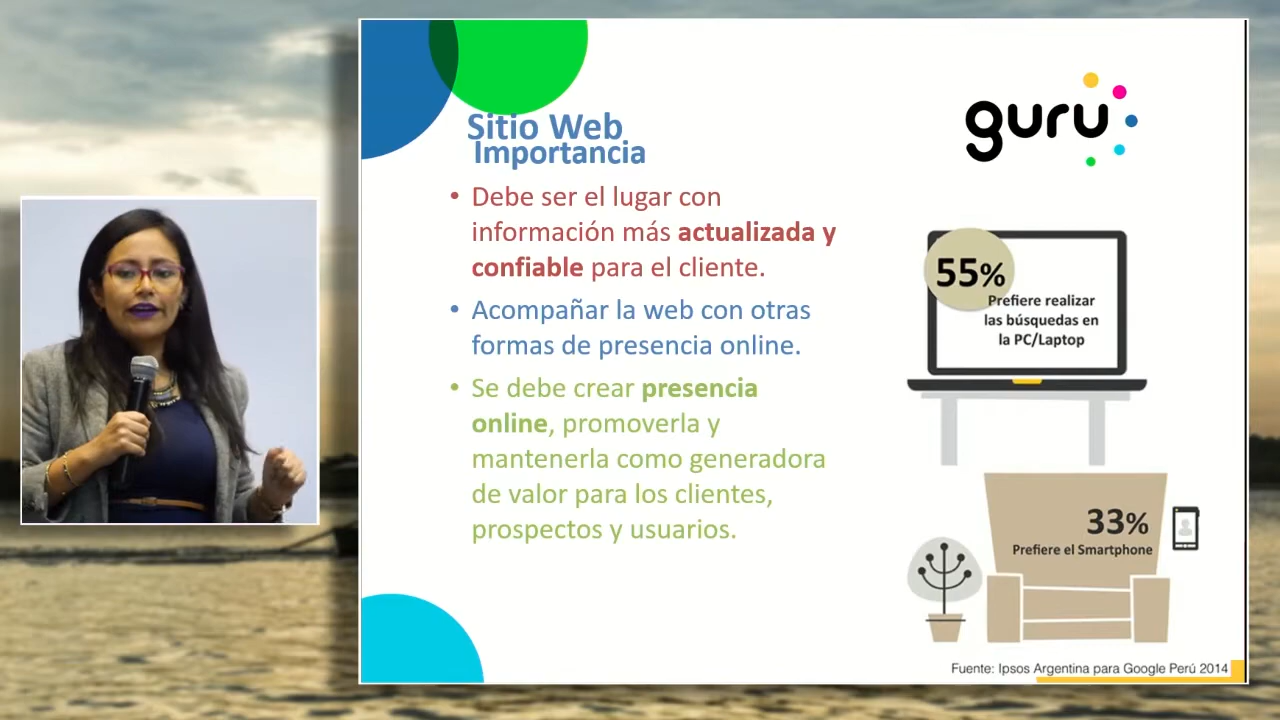 Sitio Web
Importancia
• Debe ser el lugar con
información más actualizada y
confiable para el cliente.
• Acompañar la web con otras
formas de presencia online.
• Se debe crear presencia
online, promoverla y
mantenerla como generadora
de valor para los clientes,
prospectos y usuarios.
guru
55%
Prefiere realizar
las búsquedas en
la PC/Laptop
33%
Prefiere el Smartphone
Fuente: Ipsos Argentina para Google Perú 2014